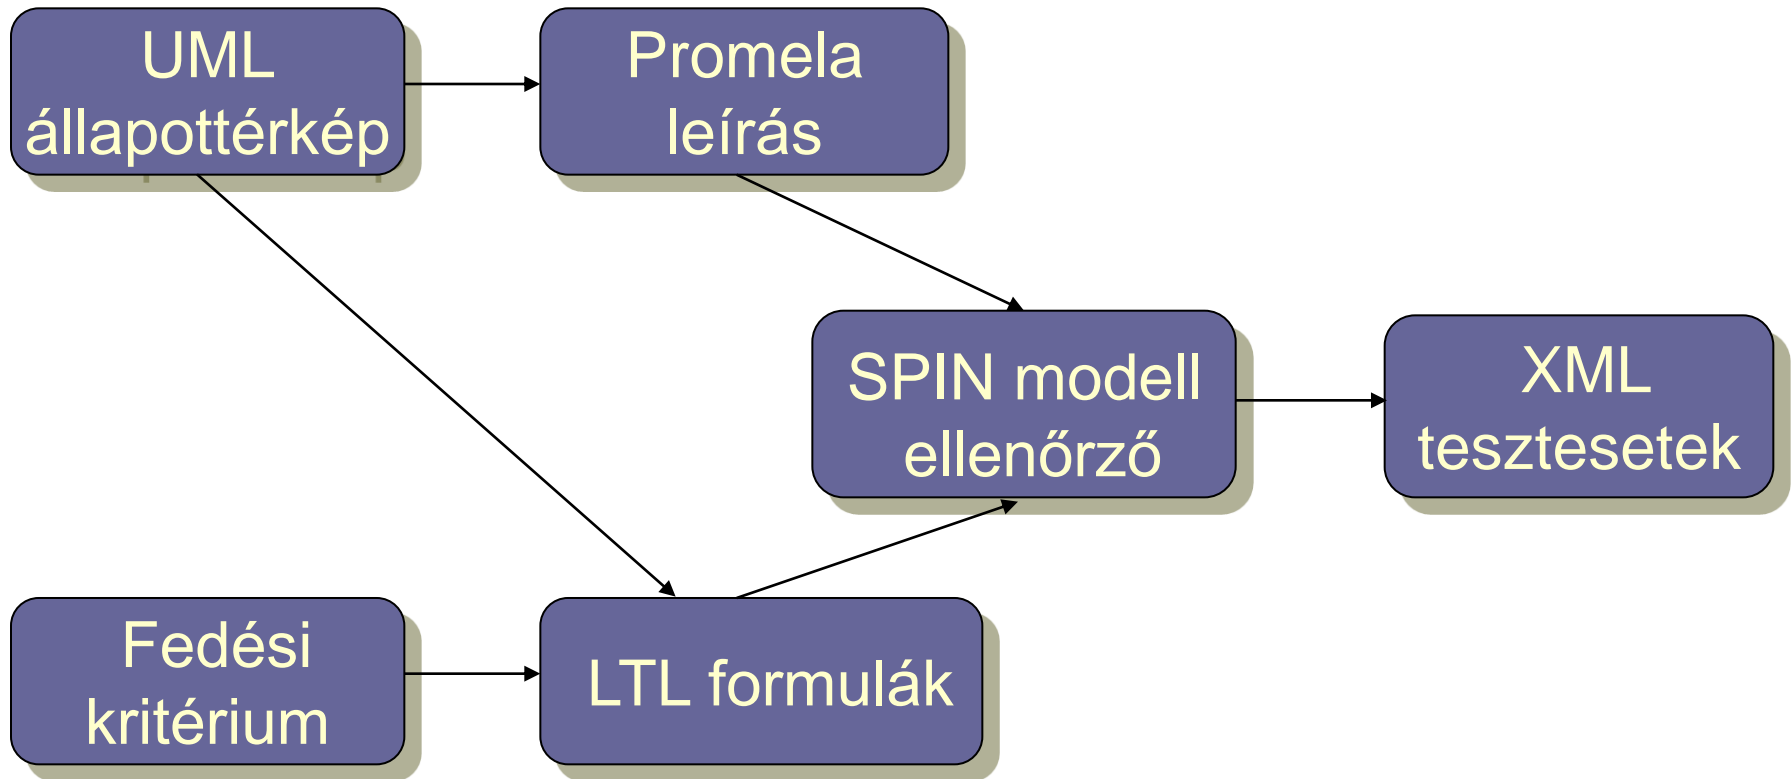 UML
állapottérkép
Promela
leírás
SPIN modell
ellenőrző
XML
tesztesetek
Fedési
kritérium
LTL formulák